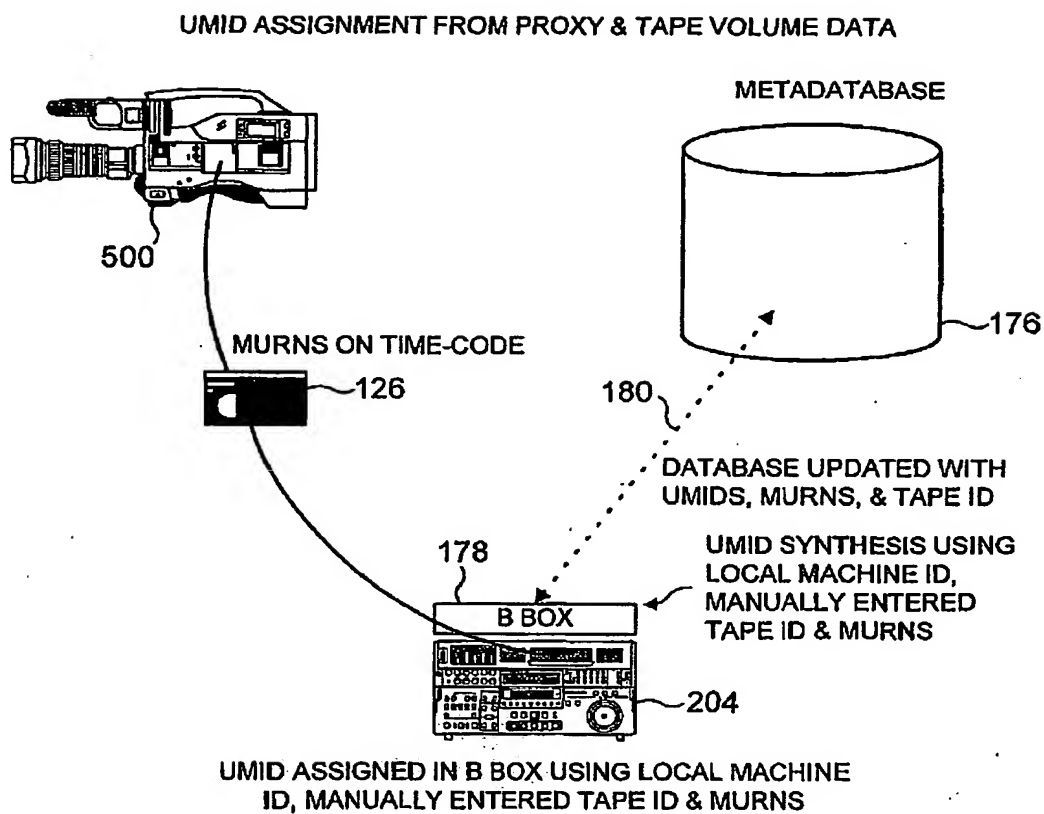 UMID ASSIGNMENT FROM PROXY & TAPE VOLUME DATA
METADATABASE
500
176
MURNS ON TIME-CODE
126
180
DATABASE UPDATED WITH
UMIDS, MURNS, & TAPE ID
178
B BOX
UMID SYNTHESIS USING
LOCAL MACHINE ID,
MANUALLY ENTERED
TAPE ID & MURNS
204
UMID ASSIGNED IN B BOX USING LOCAL MACHINE
ID, MANUALLY ENTERED TAPE ID & MURNS